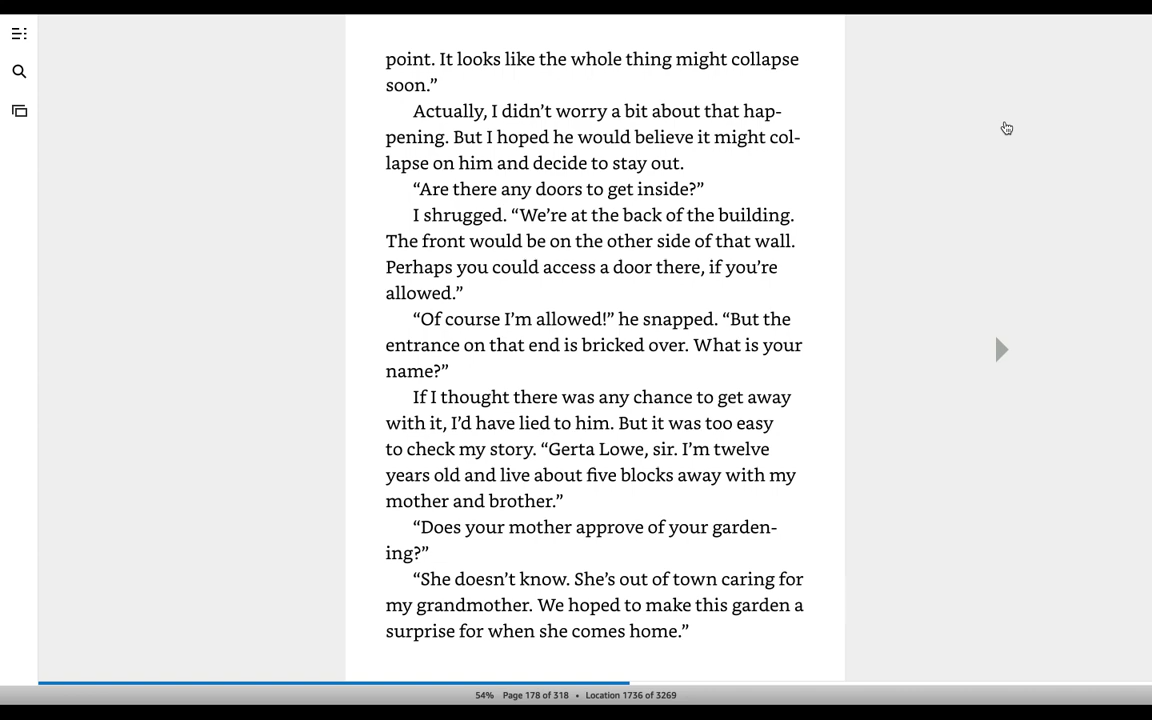 point. It looks like the whole thing might collapse
soon.”
Actually, I didn’t worry a bit about that hap-
pening. But I hoped he would believe it might col-
lapse on him and decide to stay out.
“Are there any doors to get inside?”
I shrugged. “We’re at the back of the building.
The front would be on the other side of that wall.
Perhaps you could access a door there, if you’re
allowed.”
“Of course I’m allowed!” he snapped. “But the
entrance on that end is bricked over. What is your
name?”
If I thought there was any chance to get away
with it, I’d have lied to him. But it was too easy
to check my story. “Gerta Lowe, sir. I’m twelve
years old and live about five blocks away with my
mother and brother.”
“Does your mother approve of your garden-
ing?”
“She doesn’t know. She’s out of town caring for
my grandmother. We hoped to make this garden a
surprise for when she comes home.”
54% Page 178 of 318 • Location 1736 of 3269